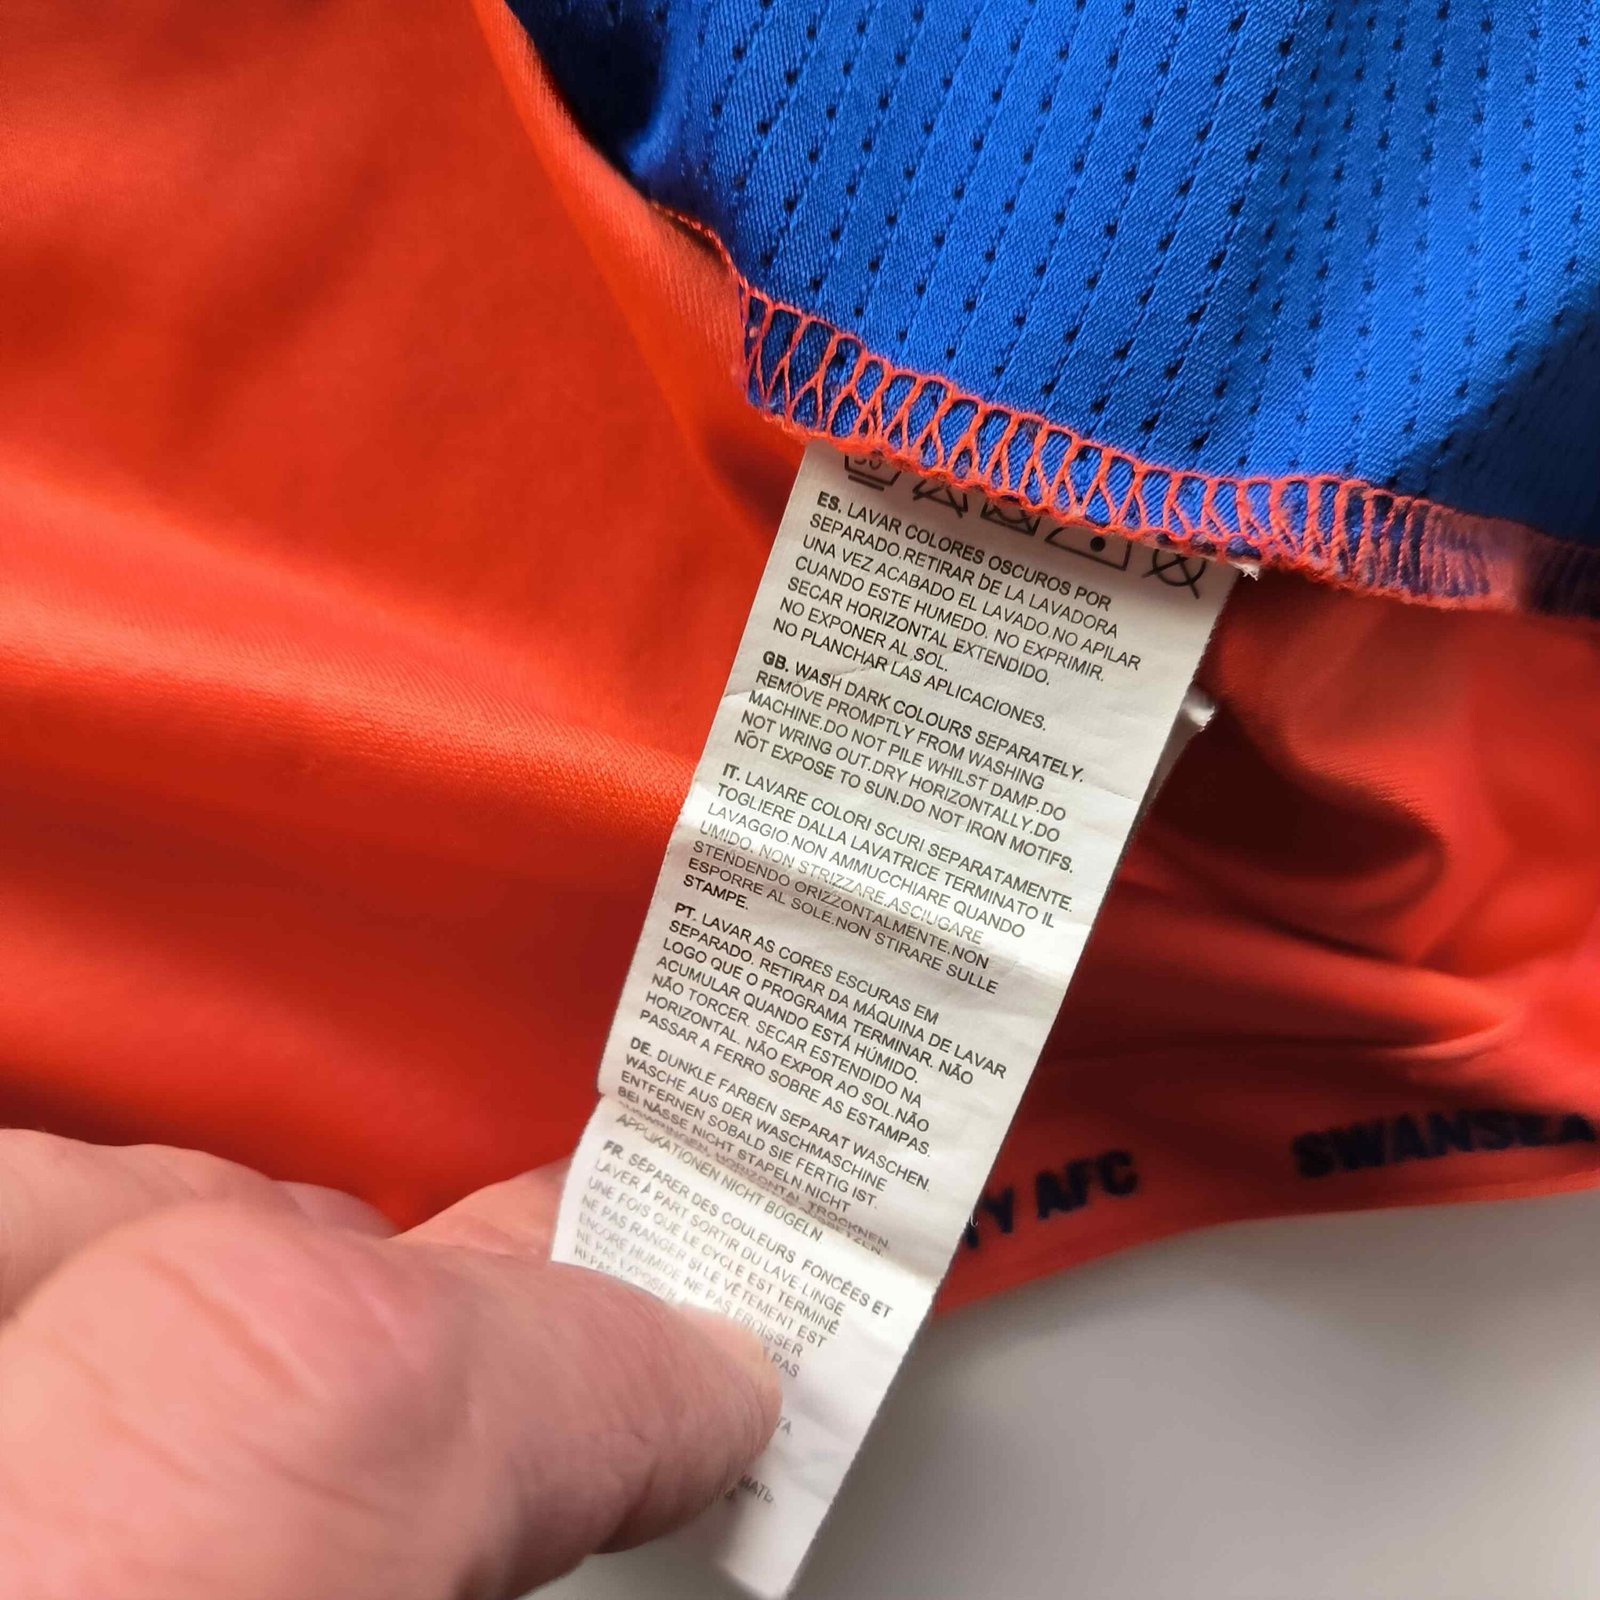 30
ES. LAVAR COLORES OSCUROS POR
SEPARADO.RETIRAR DE LA LAVADORA
UNA VEZ ACABADO EL LAVADO.NO APILAR
CUANDO ESTE HUMEDO. NO EXPRIMIR.
SECAR HORIZONTAL EXTENDIDO.
NO EXPONER AL SOL.
NO PLANCHAR LAS APLICACIONES.
GB. WASH DARK COLOURS SEPARATELY.
REMOVE PROMPTLY FROM WASHING
MACHINE.DO NOT PILE WHILST DAMP.DO
NOT WRING OUT.DRY HORIZONTALLY.DO
NOT EXPOSE TO SUN.DO NOT IRON MOTIFS.
IT. LAVARE COLORI SCURI SEPARATAMENTE.
TOGLIERE DALLA LAVATRICE TERMINATO IL
LAVAGGIO.NON AMMUCCHIARE QUANDO
UMIDO. NON STRIZZARE.ASCIUGARE
STENDENDO ORIZZONTALMENTE.NON
ESPORRE AL SOLE.NON STIRARE SULLE
STAMPE.
PT. LAVAR AS CORES ESCURAS EM
SEPARADO. RETIRAR DA MÁQUINA DE LAVAR
LOGO QUE O PROGRAMA TERMINAR. NÃO
ACUMULAR QUANDO ESTÁ HÚMIDO.
NÃO TORCER. SECAR ESTENDIDO NA
HORIZONTAL. NÃO EXPOR AO SOL.NÃO
PASSAR A FERRO SOBRE AS ESTAMPAS.
DE. DUNKLE FARBEN SEPARAT WASCHEN.
WÄSCHE AUS DER WASCHMASCHINE
ENTFERNEN SOBALD SIE FERTIG IST.
BEI NÄSSE NICHT STAPELN NICHT
HORIZONTAL TROCKNEN.
APPLIKATIONEN NICHT BÜGELN
FR. SÉPARER DES COULEURS FONCÉES ET
LAVER À PART SORTIR DU LAVE-LINGE
UNE FOIS QUE LE CYCLE EST TERMINÉ
NE PAS RANGER SI LE VÊTEMENT EST
ENCORE HUMIDE NE PAS FROISSER
NE PAS EXPOSER PAS
AFC
SWANSEA